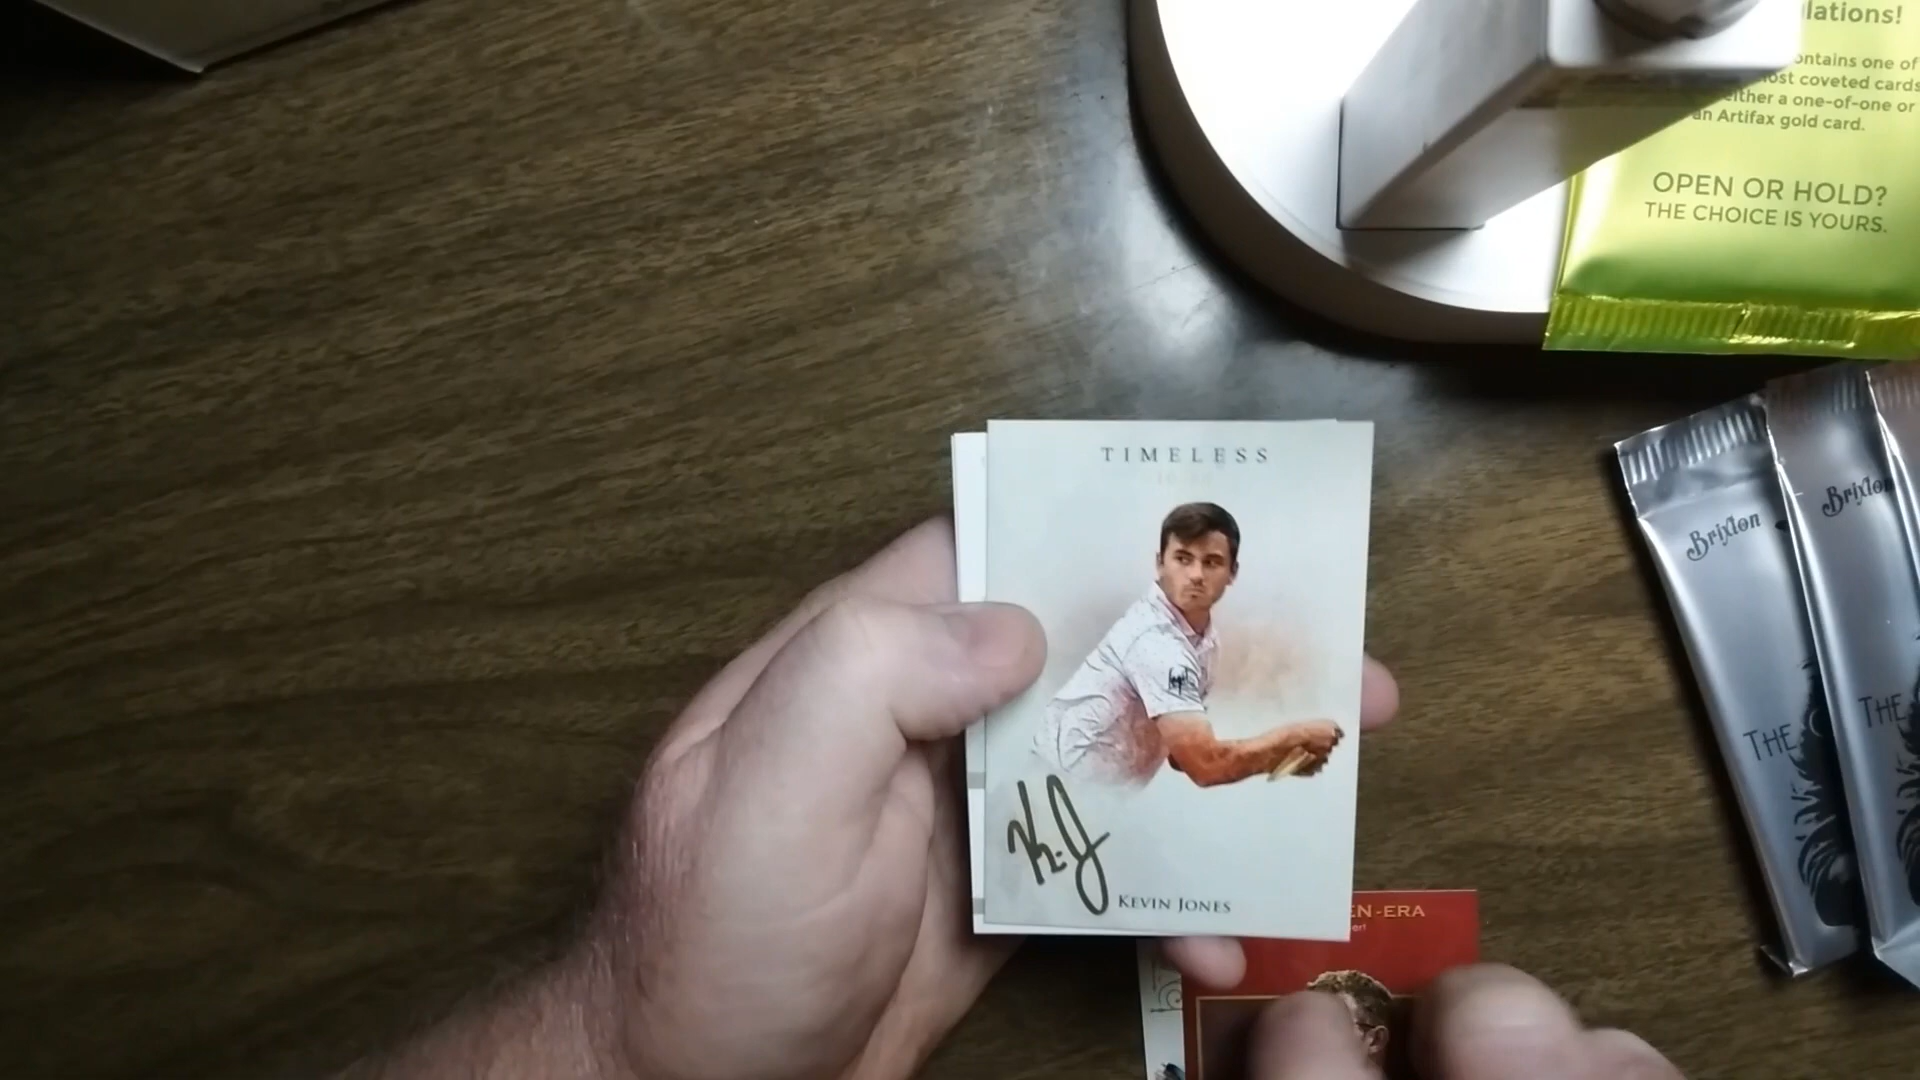 lations!
ontains one of
ost coveted cards
either a one-of-one or
an Artifax gold card.
OPEN OR HOLD?
THE CHOICE IS YOURS.
TIMELESS
KEVIN JONES
EN-ERA
er!
Brixton
THE
Brixton
THE